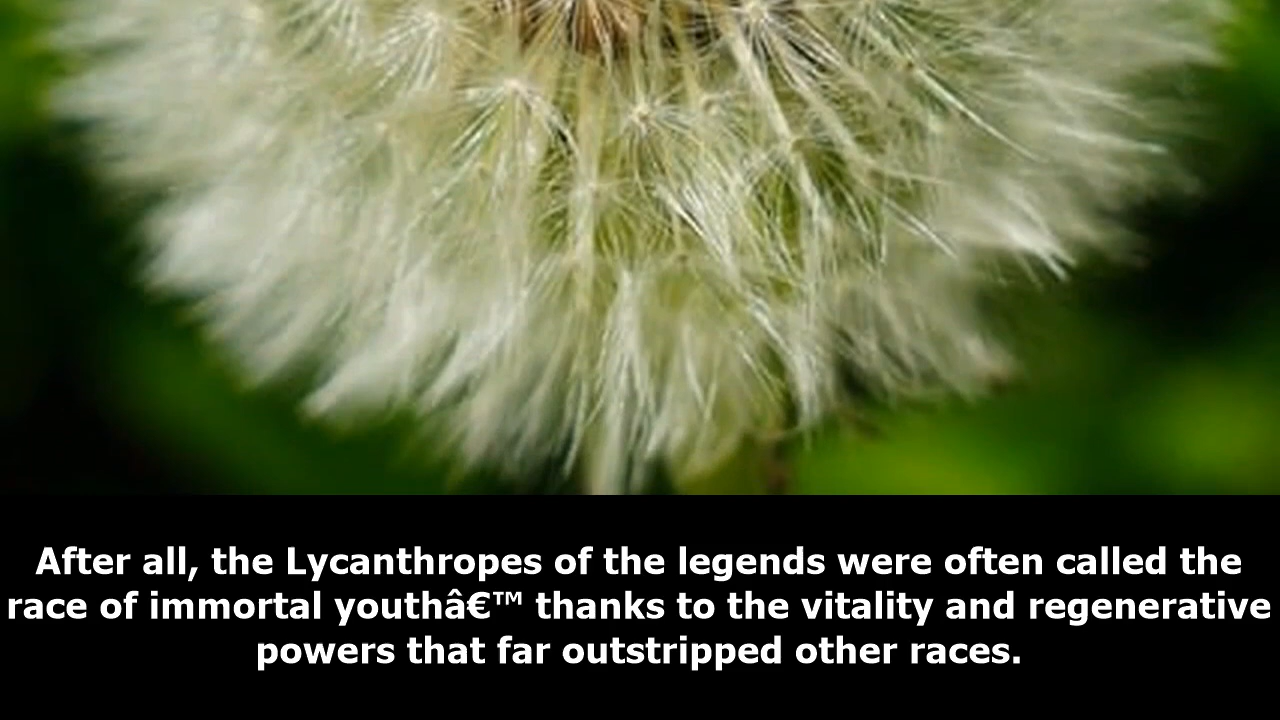 After all, the Lycanthropes of the legends were often called the
race of immortal youthâ€™ thanks to the vitality and regenerative
powers that far outstripped other races.